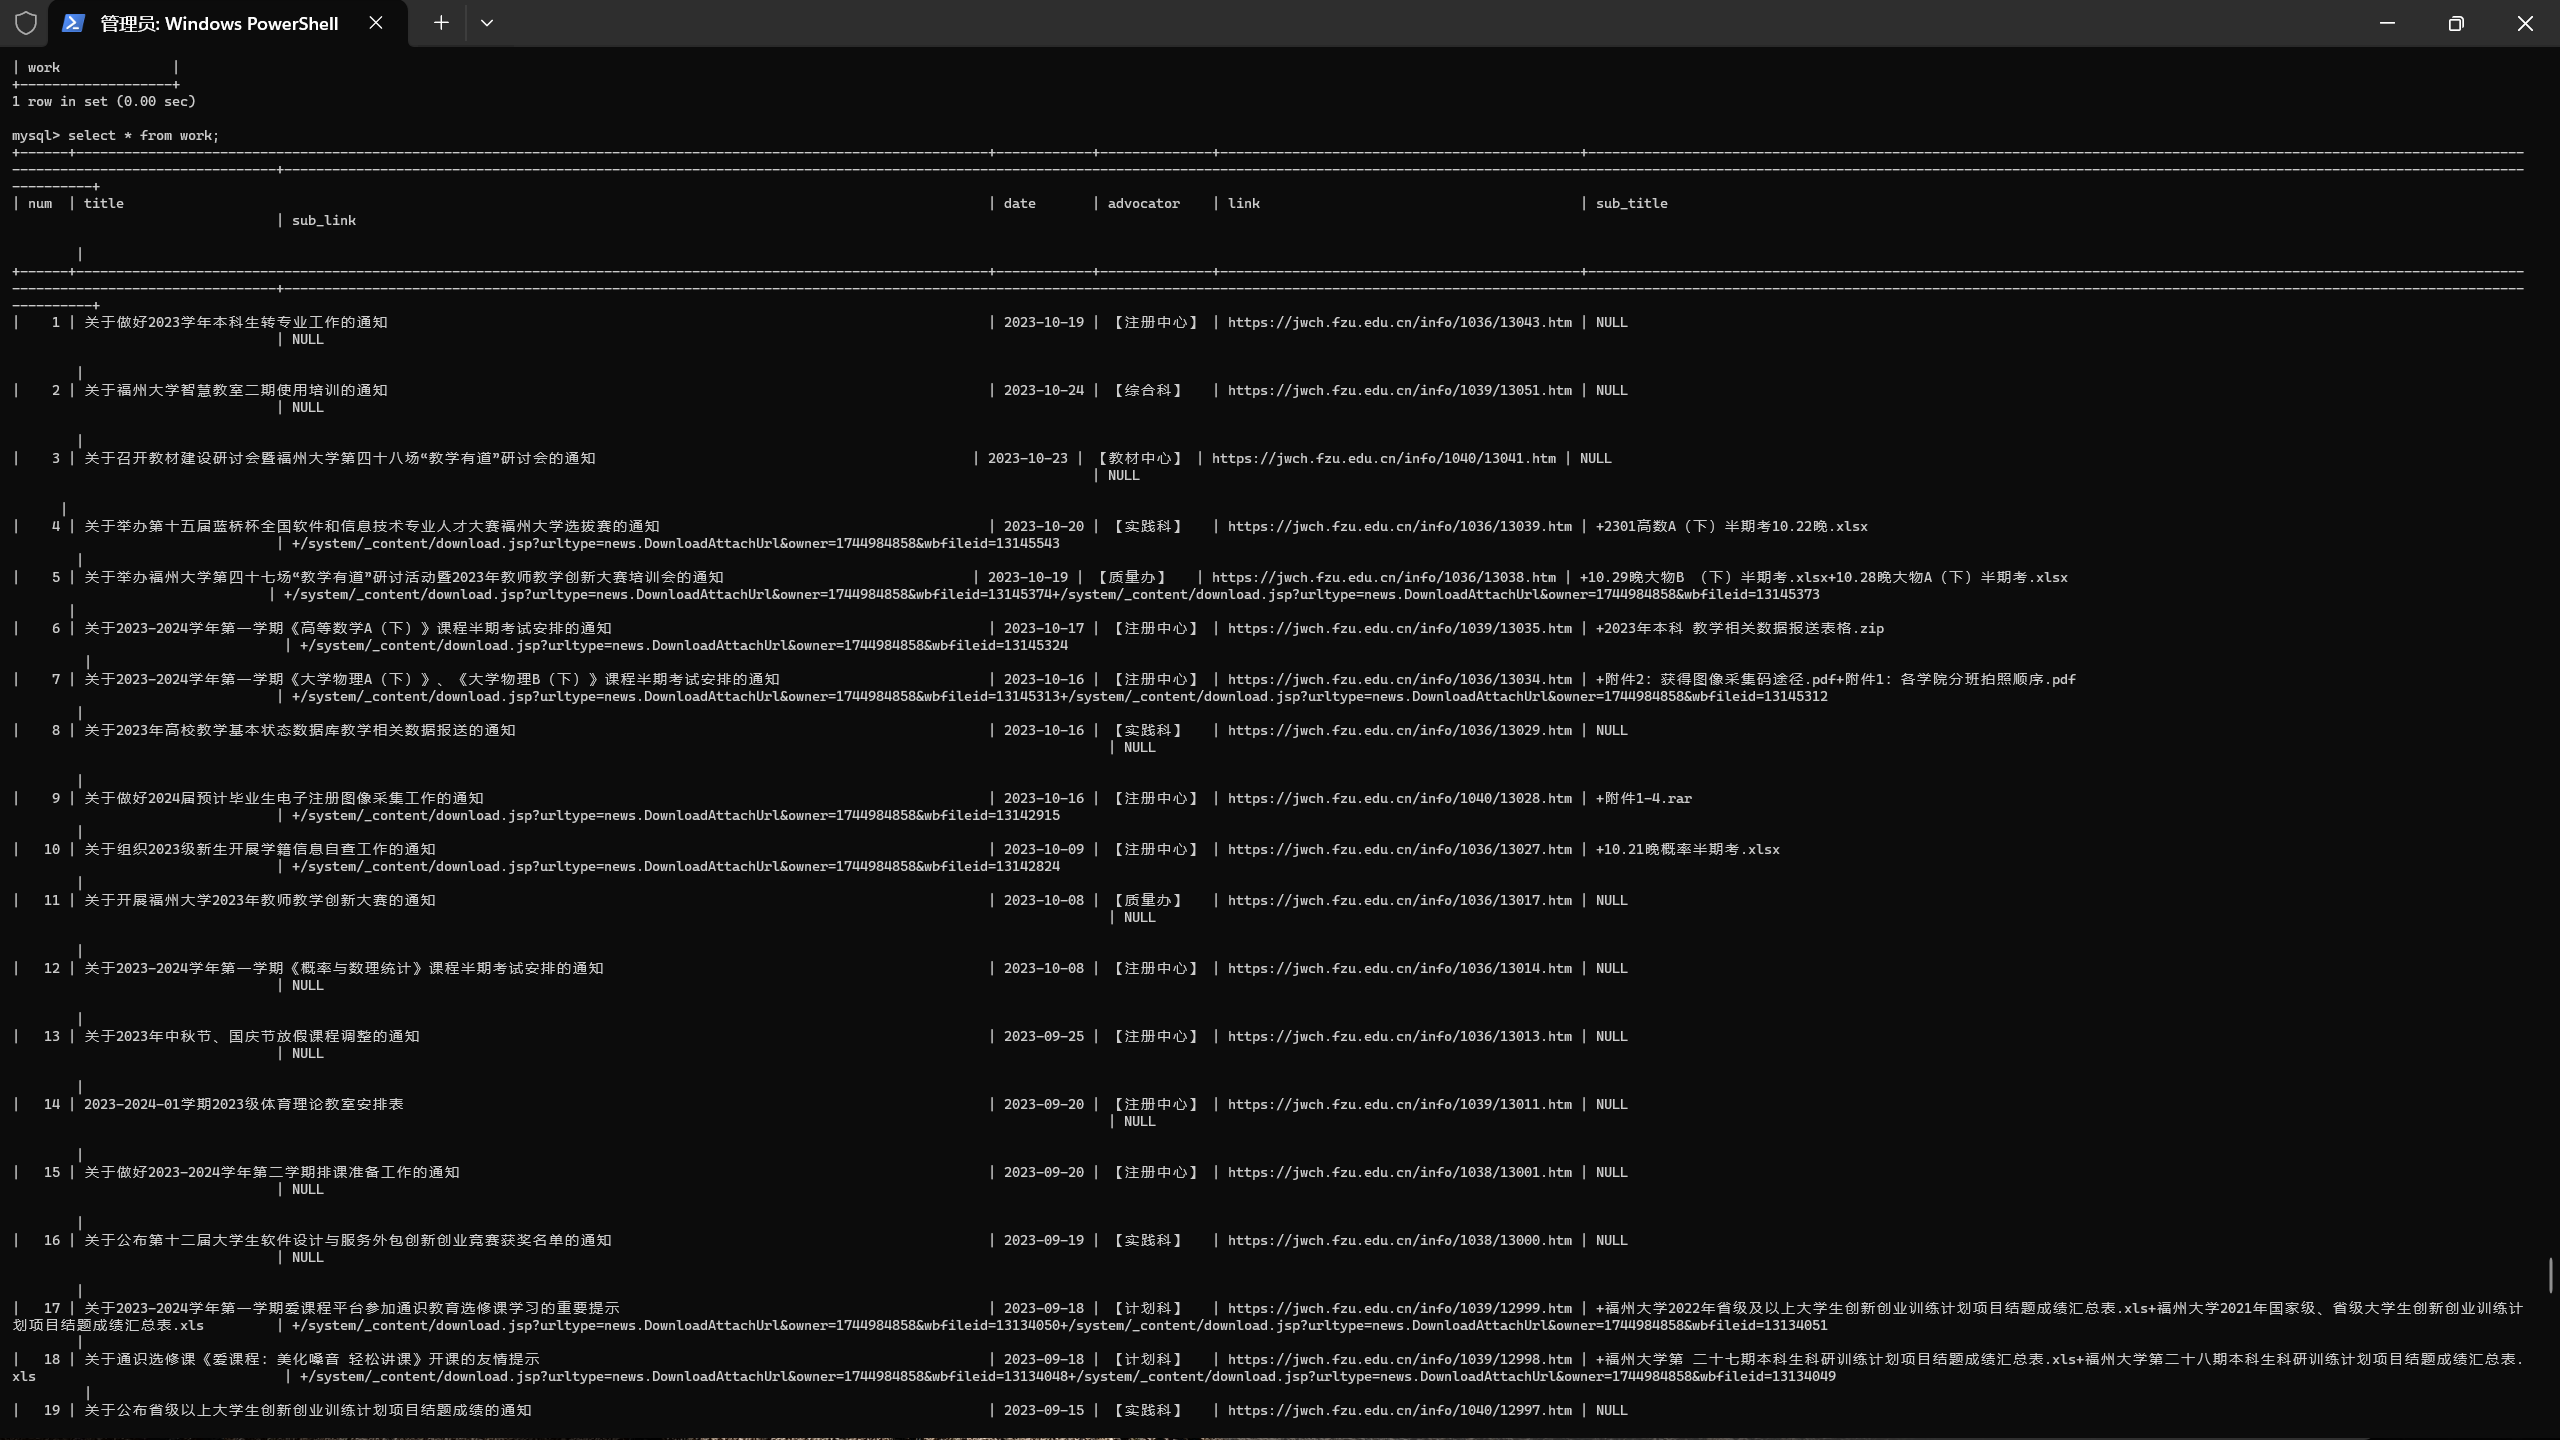 管理员: Windows PowerShell
| work |
+-------------------+
1 row in set (0.00 sec)
mysql> select * from work;
| num | title | date | advocator | link | sub_title
| sub_link
|
| 1 | 关于做好2023学年本科生转专业工作的通知 | 2023-10-19 | 【注册中心】 | https://jwch.fzu.edu.cn/info/1036/13043.htm | NULL
| NULL
|
| 2 | 关于福州大学智慧教室二期使用培训的通知 | 2023-10-24 | 【综合科】 | https://jwch.fzu.edu.cn/info/1039/13051.htm | NULL
| NULL
|
| 3 | 关于召开教材建设研讨会暨福州大学第四十八场“教学有道”研讨会的通知 | 2023-10-23 | 【教材中心】 | https://jwch.fzu.edu.cn/info/1040/13041.htm | NULL
| NULL
|
| 4 | 关于举办第十五届蓝桥杯全国软件和信息技术专业人才大赛福州大学选拔赛的通知 | 2023-10-20 | 【实践科】 | https://jwch.fzu.edu.cn/info/1036/13039.htm | +2301高数A（下）半期考10.22晚.xlsx
| +/system/_content/download.jsp?urltype=news.DownloadAttachUrl&owner=1744984858&wbfileid=13145543
|
| 5 | 关于举办福州大学第四十七场“教学有道”研讨活动暨2023年教师教学创新大赛培训会的通知 | 2023-10-19 | 【质量办】 | https://jwch.fzu.edu.cn/info/1036/13038.htm | +10.29晚大物B （下）半期考.xlsx+10.28晚大物A（下）半期考.xlsx
| +/system/_content/download.jsp?urltype=news.DownloadAttachUrl&owner=1744984858&wbfileid=13145374+/system/_content/download.jsp?urltype=news.DownloadAttachUrl&owner=1744984858&wbfileid=13145373
|
| 6 | 关于2023-2024学年第一学期《高等数学A（下）》课程半期考试安排的通知 | 2023-10-17 | 【注册中心】 | https://jwch.fzu.edu.cn/info/1039/13035.htm | +2023年本科 教学相关数据报送表格.zip
| +/system/_content/download.jsp?urltype=news.DownloadAttachUrl&owner=1744984858&wbfileid=13145324
|
| 7 | 关于2023-2024学年第一学期《大学物理A（下）》、《大学物理B（下）》课程半期考试安排的通知 | 2023-10-16 | 【注册中心】 | https://jwch.fzu.edu.cn/info/1036/13034.htm | +附件2：获得图像采集码途径.pdf+附件1：各学院分班拍照顺序.pdf
| +/system/_content/download.jsp?urltype=news.DownloadAttachUrl&owner=1744984858&wbfileid=13145313+/system/_content/download.jsp?urltype=news.DownloadAttachUrl&owner=1744984858&wbfileid=13145312
|
| 8 | 关于2023年高校教学基本状态数据库教学相关数据报送的通知 | 2023-10-16 | 【实践科】 | https://jwch.fzu.edu.cn/info/1036/13029.htm | NULL
| NULL
|
| 9 | 关于做好2024届预计毕业生电子注册图像采集工作的通知 | 2023-10-16 | 【注册中心】 | https://jwch.fzu.edu.cn/info/1040/13028.htm | +附件1-4.rar
| +/system/_content/download.jsp?urltype=news.DownloadAttachUrl&owner=1744984858&wbfileid=13142915
|
| 10 | 关于组织2023级新生开展学籍信息自查工作的通知 | 2023-10-09 | 【注册中心】 | https://jwch.fzu.edu.cn/info/1036/13027.htm | +10.21晚概率半期考.xlsx
| +/system/_content/download.jsp?urltype=news.DownloadAttachUrl&owner=1744984858&wbfileid=13142824
|
| 11 | 关于开展福州大学2023年教师教学创新大赛的通知 | 2023-10-08 | 【质量办】 | https://jwch.fzu.edu.cn/info/1036/13017.htm | NULL
| NULL
|
| 12 | 关于2023-2024学年第一学期《概率与数理统计》课程半期考试安排的通知 | 2023-10-08 | 【注册中心】 | https://jwch.fzu.edu.cn/info/1036/13014.htm | NULL
| NULL
|
| 13 | 关于2023年中秋节、国庆节放假课程调整的通知 | 2023-09-25 | 【注册中心】 | https://jwch.fzu.edu.cn/info/1036/13013.htm | NULL
| NULL
|
| 14 | 2023-2024-01学期2023级体育理论教室安排表 | 2023-09-20 | 【注册中心】 | https://jwch.fzu.edu.cn/info/1039/13011.htm | NULL
| NULL
|
| 15 | 关于做好2023-2024学年第二学期排课准备工作的通知 | 2023-09-20 | 【注册中心】 | https://jwch.fzu.edu.cn/info/1038/13001.htm | NULL
| NULL
|
| 16 | 关于公布第十二届大学生软件设计与服务外包创新创业竞赛获奖名单的通知 | 2023-09-19 | 【实践科】 | https://jwch.fzu.edu.cn/info/1038/13000.htm | NULL
| NULL
|
| 17 | 关于2023-2024学年第一学期爱课程平台参加通识教育选修课学习的重要提示 | 2023-09-18 | 【计划科】 | https://jwch.fzu.edu.cn/info/1039/12999.htm | +福州大学2022年省级及以上大学生创新创业训练计划项目结题成绩汇总表.xls+福州大学2021年国家级、省级大学生创新创业训练计
划项目结题成绩汇总表.xls | +/system/_content/download.jsp?urltype=news.DownloadAttachUrl&owner=1744984858&wbfileid=13134050+/system/_content/download.jsp?urltype=news.DownloadAttachUrl&owner=1744984858&wbfileid=13134051
|
| 18 | 关于通识选修课《爱课程：美化嗓音 轻松讲课》开课的友情提示 | 2023-09-18 | 【计划科】 | https://jwch.fzu.edu.cn/info/1039/12998.htm | +福州大学第 二十七期本科生科研训练计划项目结题成绩汇总表.xls+福州大学第二十八期本科生科研训练计划项目结题成绩汇总表.
xls | +/system/_content/download.jsp?urltype=news.DownloadAttachUrl&owner=1744984858&wbfileid=13134048+/system/_content/download.jsp?urltype=news.DownloadAttachUrl&owner=1744984858&wbfileid=13134049
|
| 19 | 关于公布省级以上大学生创新创业训练计划项目结题成绩的通知 | 2023-09-15 | 【实践科】 | https://jwch.fzu.edu.cn/info/1040/12997.htm | NULL